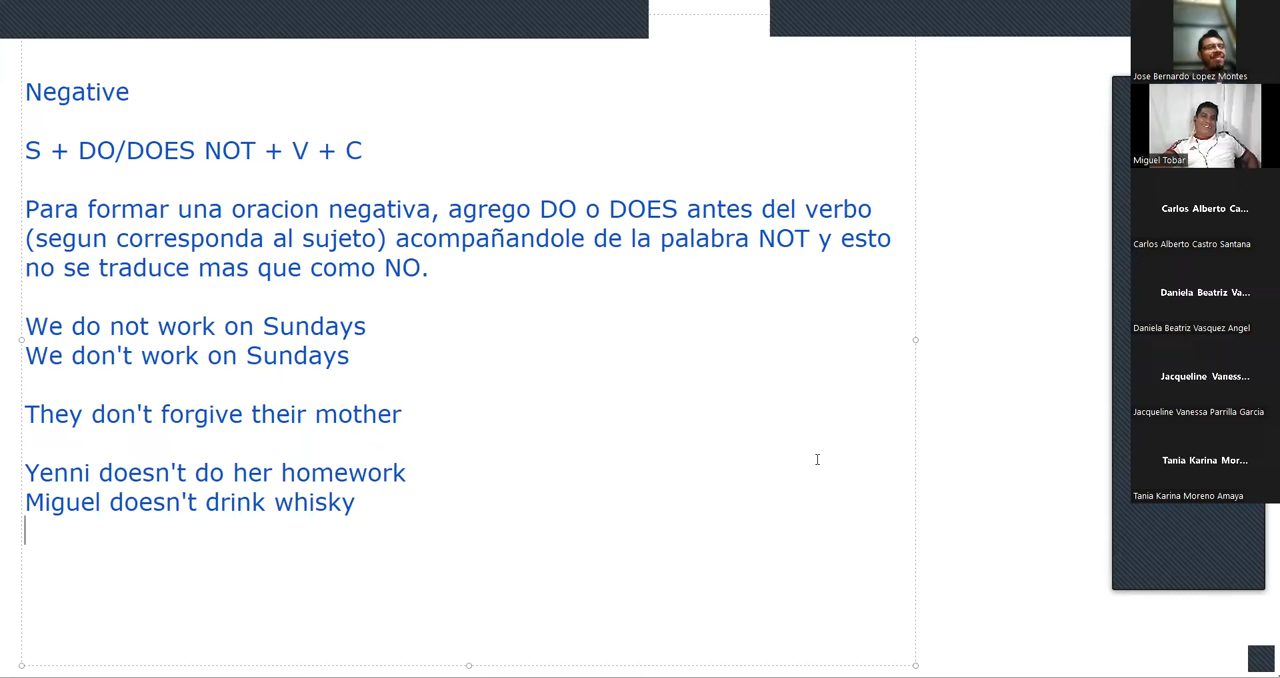 Negative
S + DO/DOES NOT + V + C
Para formar una oracion negativa, agrego DO o DOES antes del verbo
(segun corresponda al sujeto) acompañandole de la palabra NOT y esto
no se traduce mas que como NO.
We do not work on Sundays
We don't work on Sundays
They don't forgive their mother
Yenni doesn't do her homework
Miguel doesn't drink whisky
Jose Bernardo Lopez Montes
Miguel Tobar
Carlos Alberto Ca...
Carlos Alberto Castro Santana
Daniela Beatriz Va...
Daniela Beatriz Vasquez Angel
Jacqueline Vaness...
Jacqueline Vanessa Parrilla Garcia
Tania Karina Mor...
Tania Karina Moreno Amaya